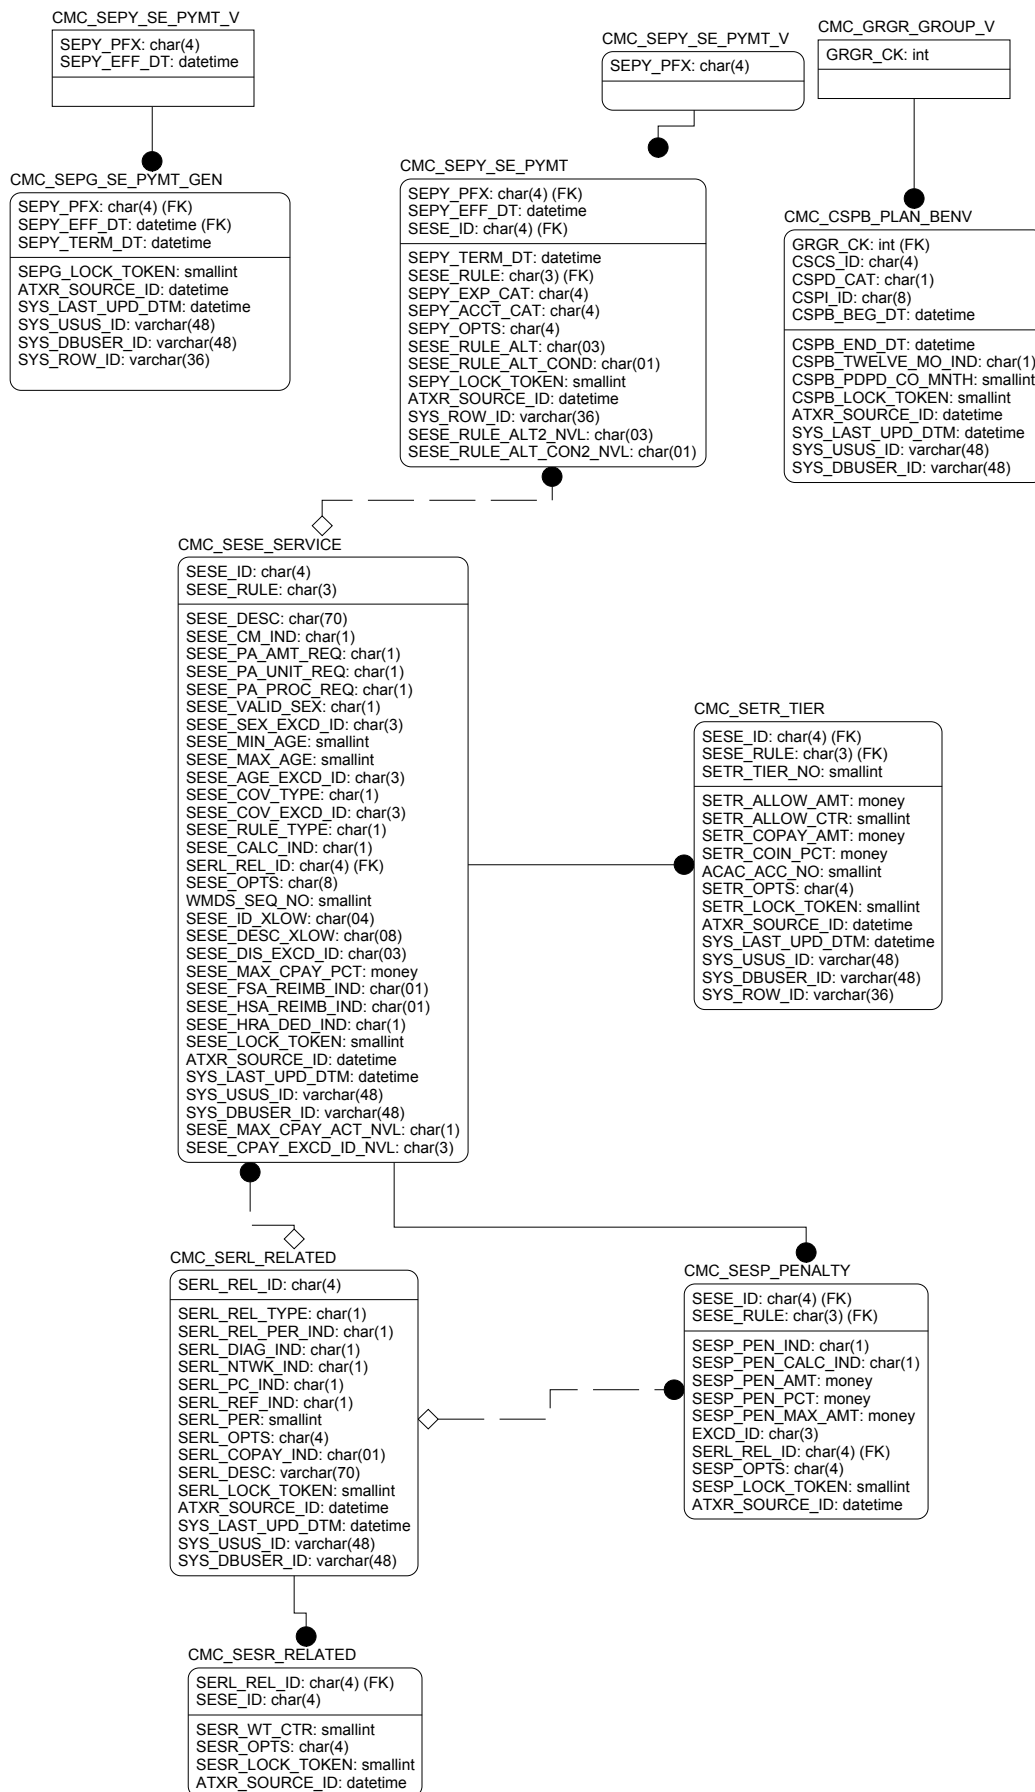 CMC_SEPY_SE_PYMT_V
SEPY_PFX: char(4)
SEPY_EFF_DT: datetime
CMC_SEPY_SE_PYMT_V
SEPY_PFX: char(4)
CMC_GRGR_GROUP_V
GRGR_CK: int
CMC_SEPG_SE_PYMT_GEN
SEPY_PFX: char(4) (FK)
SEPY_EFF_DT: datetime (FK)
SEPY_TERM_DT: datetime
SEPG_LOCK_TOKEN: smallint
ATXR_SOURCE_ID: datetime
SYS_LAST_UPD_DTM: datetime
SYS_USUS_ID: varchar(48)
SYS_DBUSER_ID: varchar(48)
SYS_ROW_ID: varchar(36)
CMC_SEPY_SE_PYMT
SEPY_PFX: char(4) (FK)
SEPY_EFF_DT: datetime
SESE_ID: char(4) (FK)
SEPY_TERM_DT: datetime
SESE_RULE: char(3) (FK)
SEPY_EXP_CAT: char(4)
SEPY_ACCT_CAT: char(4)
SEPY_OPTS: char(4)
SESE_RULE_ALT: char(03)
SESE_RULE_ALT_COND: char(01)
SEPY_LOCK_TOKEN: smallint
ATXR_SOURCE_ID: datetime
SYS_ROW_ID: varchar(36)
SESE_RULE_ALT2_NVL: char(03)
SESE_RULE_ALT_CON2_NVL: char(01)
CMC_CSPB_PLAN_BENV
GRGR_CK: int (FK)
CSCS_ID: char(4)
CSPD_CAT: char(1)
CSPI_ID: char(8)
CSPB_BEG_DT: datetime
CSPB_END_DT: datetime
CSPB_TWELVE_MO_IND: char(1)
CSPB_PDPD_CO_MNTH: smallint
CSPB_LOCK_TOKEN: smallint
ATXR_SOURCE_ID: datetime
SYS_LAST_UPD_DTM: datetime
SYS_USUS_ID: varchar(48)
SYS_DBUSER_ID: varchar(48)
CMC_SESE_SERVICE
SESE_ID: char(4)
SESE_RULE: char(3)
SESE_DESC: char(70)
SESE_CM_IND: char(1)
SESE_PA_AMT_REQ: char(1)
SESE_PA_UNIT_REQ: char(1)
SESE_PA_PROC_REQ: char(1)
SESE_VALID_SEX: char(1)
SESE_SEX_EXCD_ID: char(3)
SESE_MIN_AGE: smallint
SESE_MAX_AGE: smallint
SESE_AGE_EXCD_ID: char(3)
SESE_COV_TYPE: char(1)
SESE_COV_EXCD_ID: char(3)
SESE_RULE_TYPE: char(1)
SESE_CALC_IND: char(1)
SERL_REL_ID: char(4) (FK)
SESE_OPTS: char(8)
WMDS_SEQ_NO: smallint
SESE_ID_XLOW: char(04)
SESE_DESC_XLOW: char(08)
SESE_DIS_EXCD_ID: char(03)
SESE_MAX_CPAY_PCT: money
SESE_FSA_REIMB_IND: char(01)
SESE_HSA_REIMB_IND: char(01)
SESE_HRA_DED_IND: char(1)
SESE_LOCK_TOKEN: smallint
ATXR_SOURCE_ID: datetime
SYS_LAST_UPD_DTM: datetime
SYS_USUS_ID: varchar(48)
SYS_DBUSER_ID: varchar(48)
SESE_MAX_CPAY_ACT_NVL: char(1)
SESE_CPAY_EXCD_ID_NVL: char(3)
CMC_SETR_TIER
SESE_ID: char(4) (FK)
SESE_RULE: char(3) (FK)
SETR_TIER_NO: smallint
SETR_ALLOW_AMT: money
SETR_ALLOW_CTR: smallint
SETR_COPAY_AMT: money
SETR_COIN_PCT: money
ACAC_ACC_NO: smallint
SETR_OPTS: char(4)
SETR_LOCK_TOKEN: smallint
ATXR_SOURCE_ID: datetime
SYS_LAST_UPD_DTM: datetime
SYS_USUS_ID: varchar(48)
SYS_DBUSER_ID: varchar(48)
SYS_ROW_ID: varchar(36)
CMC_SERL_RELATED
SERL_REL_ID: char(4)
SERL_REL_TYPE: char(1)
SERL_REL_PER_IND: char(1)
SERL_DIAG_IND: char(1)
SERL_NTWK_IND: char(1)
SERL_PC_IND: char(1)
SERL_REF_IND: char(1)
SERL_PER: smallint
SERL_OPTS: char(4)
SERL_COPAY_IND: char(01)
SERL_DESC: varchar(70)
SERL_LOCK_TOKEN: smallint
ATXR_SOURCE_ID: datetime
SYS_LAST_UPD_DTM: datetime
SYS_USUS_ID: varchar(48)
SYS_DBUSER_ID: varchar(48)
CMC_SESP_PENALTY
SESE_ID: char(4) (FK)
SESE_RULE: char(3) (FK)
SESP_PEN_IND: char(1)
SESP_PEN_CALC_IND: char(1)
SESP_PEN_AMT: money
SESP_PEN_PCT: money
SESP_PEN_MAX_AMT: money
EXCD_ID: char(3)
SERL_REL_ID: char(4) (FK)
SESP_OPTS: char(4)
SESP_LOCK_TOKEN: smallint
ATXR_SOURCE_ID: datetime
CMC_SESR_RELATED
SERL_REL_ID: char(4) (FK)
SESE_ID: char(4)
SESR_WT_CTR: smallint
SESR_OPTS: char(4)
SESR_LOCK_TOKEN: smallint
ATXR_SOURCE_ID: datetime